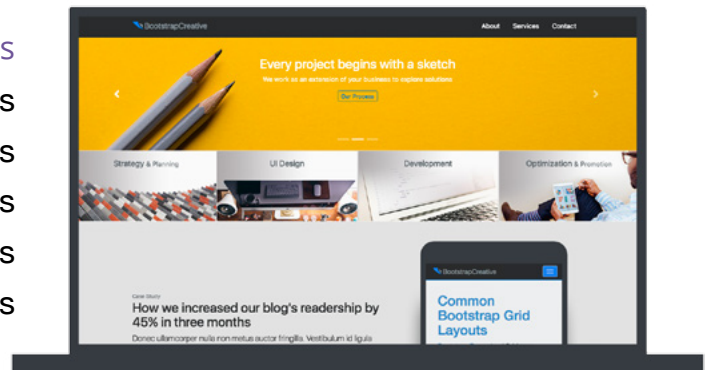 s
s
s
s
s
s
BootstrapCreative
About Services Contact
Every project begins with a sketch
We work as an extension of your business to explore solutions
Our Process
Strategy & Planning
UI Design
Development
Optimization & Promotion
Case Study
How we increased our blog's readership by
45% in three months
Donec ullamcorper nulla non metus auctor fringilla. Vestibulum id ligula
BootstrapCreative
Common
Bootstrap Grid
Layouts